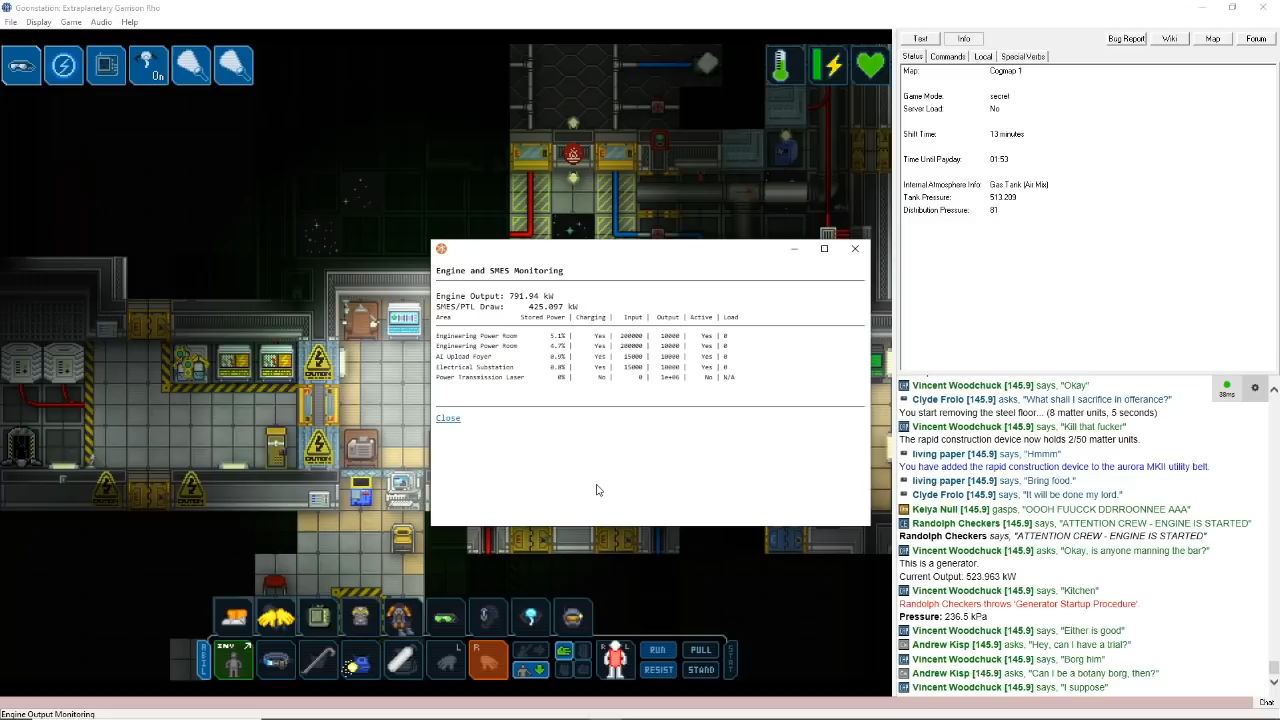 Goonstation: Extraplanetary Garrison Rho
File Display Game Audio Help
On
Engine and SMES Monitoring
Engine Output: 791.94 kW
SMES/PTL Draw: 425.097 kW
Area Stored Power | Charging | Input | Output | Active | Load
Engineering Power Room 5.1% | Yes | 200000 | 10000 | Yes | 0
Engineering Power Room 4.7% | Yes | 200000 | 10000 | Yes | 0
AI Upload Foyer 0.9% | Yes | 15000 | 10000 | Yes | 0
Electrical Substation 0.8% | Yes | 15000 | 10000 | Yes | 0
Power Transmission Laser 0% | No | 0 | 1e+06 | No | N/A
Close
CAUTION
CAUTION
CAUTION
CAUTION
INV
L
R
R L
RUN PULL
RESIST STAND
Engine Output Monitoring
Text Info Bug Report Wiki Map Forum
Status Commands Local Special Verbs
Map: Cogmap 1
Game Mode: secret
Server Load: No
Shift Time: 13 minutes
Time Until Payday: 01:53
Internal Atmosphere Info: Gas Tank (Air Mix)
Tank Pressure: 513.209
Distribution Pressure: 81
38ms
Vincent Woodchuck [145.9] says, "Okay"
Clyde Frolo [145.9] asks, "What shall I sacrifice in offerance?"
You start removing the steel floor... (8 matter units, 5 seconds)
Vincent Woodchuck [145.9] says, "Kill that fucker"
The rapid construction device now holds 2/50 matter units.
living paper [145.9] says, "Hmmm"
You have added the rapid construction device to the aurora MKII utility belt.
living paper [145.9] says, "Bring food."
Clyde Frolo [145.9] says, "It will be done my lord."
Keiya Null [145.9] gasps, "OOOH FUUCCK DDRROONNEE AAA"
Randolph Checkers [145.9] says, "ATTENTION CREW - ENGINE IS STARTED"
Randolph Checkers says, "ATTENTION CREW - ENGINE IS STARTED"
Vincent Woodchuck [145.9] asks, "Okay, is anyone manning the bar?"
This is a generator.
Current Output: 523.963 kW
Vincent Woodchuck [145.9] says, "Kitchen"
Randolph Checkers throws 'Generator Startup Procedure'.
Pressure: 236.5 kPa
Vincent Woodchuck [145.9] says, "Either is good"
Andrew Kisp [145.9] asks, "Hey, can I have a trial?"
Vincent Woodchuck [145.9] says, "Borg him"
Andrew Kisp [145.9] asks, "Can I be a botany borg, then?"
Vincent Woodchuck [145.9] says, "I suppose"
Chat